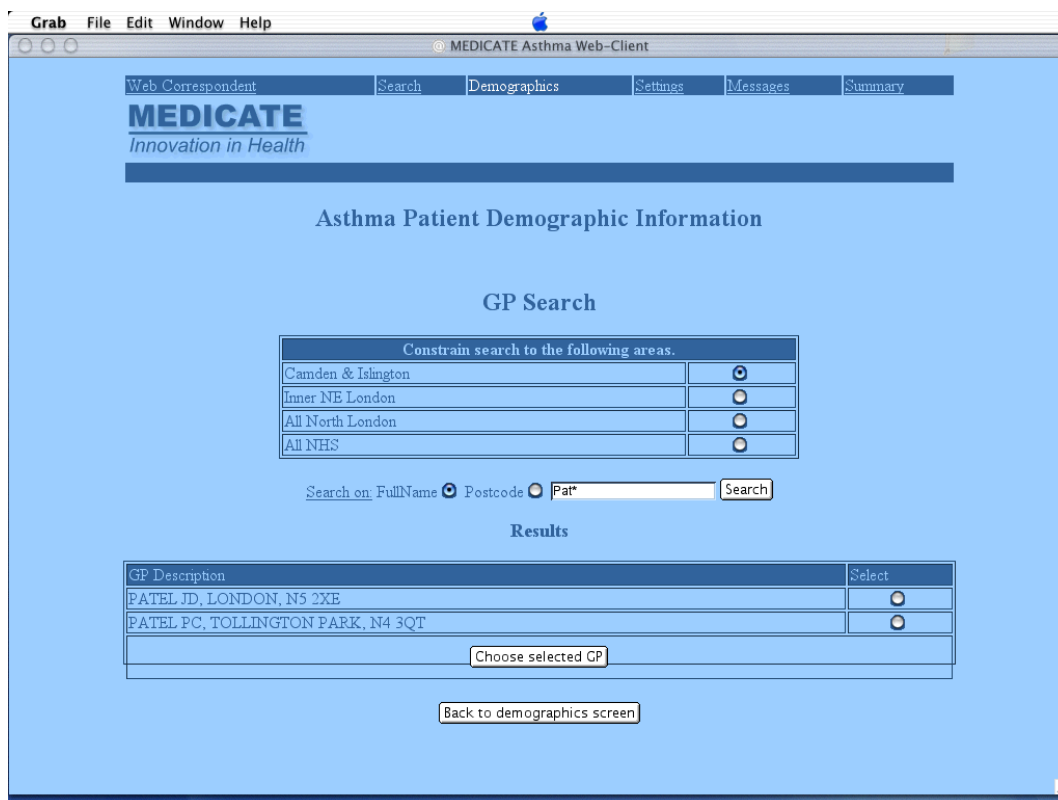 Grab File Edit Window Help
@ MEDICATE Asthma Web-Client
Web Correspondent Search Demographics Settings Messages Summary
MEDICATE
Innovation in Health
Asthma Patient Demographic Information
GP Search
Constrain search to the following areas.
Camden & Islington
Inner NE London
All North London
All NHS
Search on: FullName Postcode Pat* Search
Results
GP Description Select
PATEL JD, LONDON, N5 2XE
PATEL PC, TOLLINGTON PARK, N4 3QT
Choose selected GP
Back to demographics screen